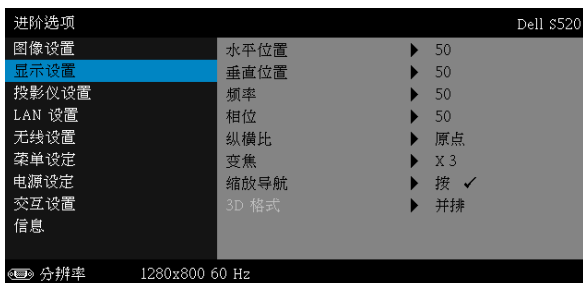 进阶选项 Dell S520
图像设置 水平位置 50
显示设置 垂直位置 50
投影仪设置 频率 50
LAN 设置 相位 50
无线设置 纵横比 原点
菜单设定 变焦 X 3
电源设定 缩放导航 按 ✓
交互设置 3D 格式 并排
信息
分辨率 1280x800 60 Hz